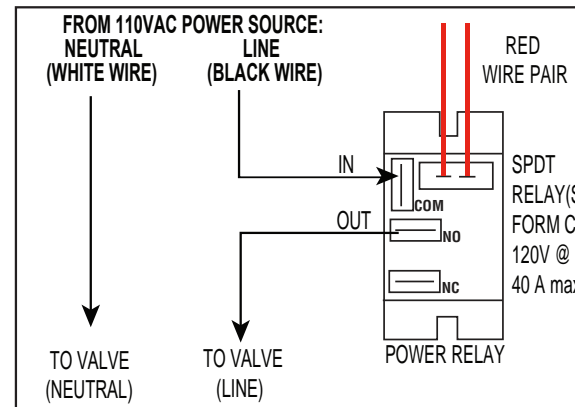 FROM 110VAC POWER SOURCE:
NEUTRAL
(WHITE WIRE)
LINE
(BLACK WIRE)
RED
WIRE PAIR
IN
COM
OUT
NO
NC
SPDT
RELAY(S
FORM C
120V @
40 A max
POWER RELAY
TO VALVE
(NEUTRAL)
TO VALVE
(LINE)